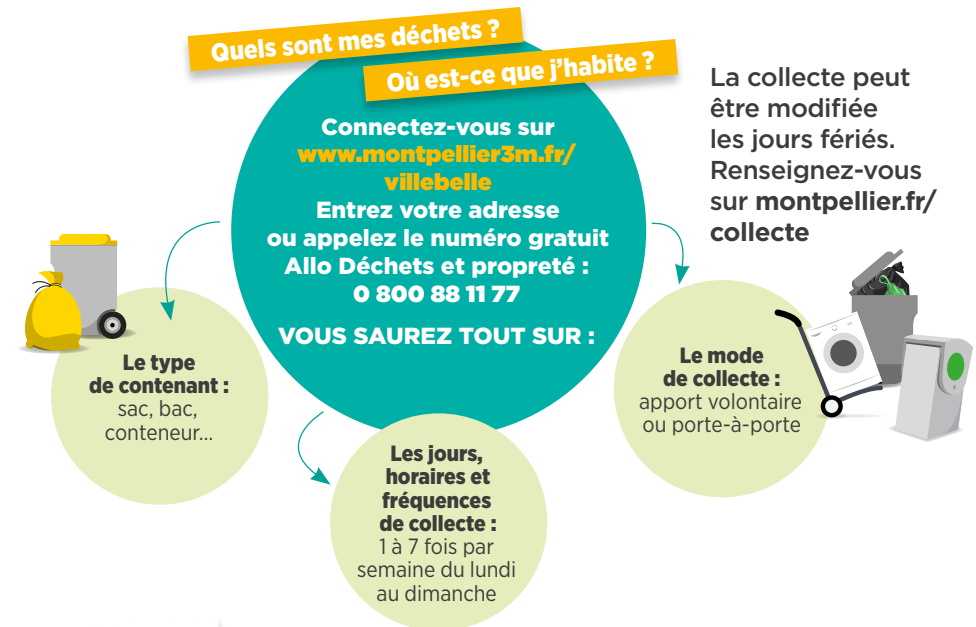 Quels sont mes déchets ?
Où est-ce que j'habite ?
Connectez-vous sur
www.montpellier3m.fr/
villebelle
Entrez votre adresse
ou appelez le numéro gratuit
Allo Déchets et propreté :
0 800 88 11 77
VOUS SAUREZ TOUT SUR :
La collecte peut
être modifiée
les jours fériés.
Renseignez-vous
sur montpellier.fr/
collecte
Le type
de contenant :
sac, bac,
conteneur...
Les jours,
horaires et
fréquences
de collecte :
1 à 7 fois par
semaine du lundi
au dimanche
Le mode
de collecte :
apport volontaire
ou porte-à-porte